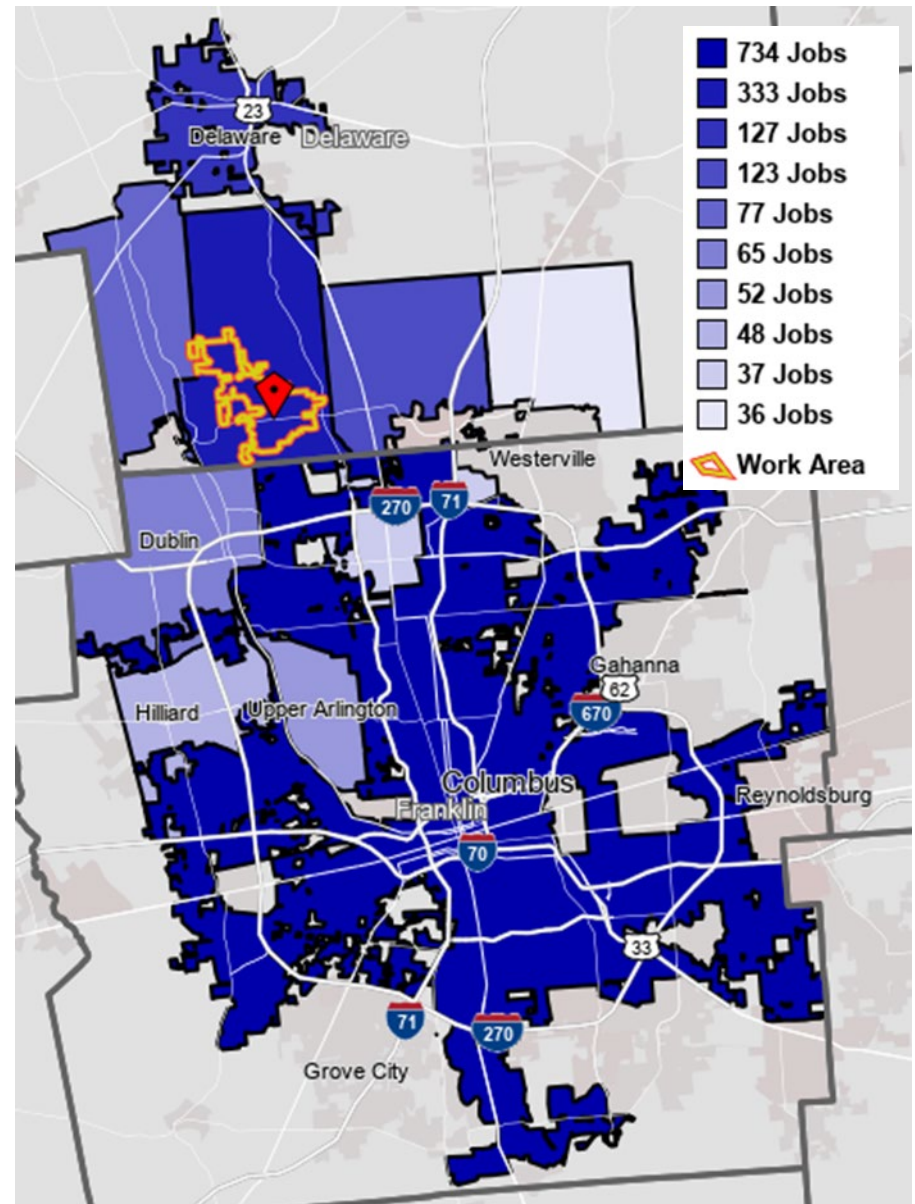 734 Jobs
333 Jobs
127 Jobs
123 Jobs
77 Jobs
65 Jobs
52 Jobs
48 Jobs
37 Jobs
36 Jobs
Work Area
23
Delaware Delaware
Westerville
270
71
Dublin
Gahanna
62
Hilliard
Upper Arlington
670
Columbus
Franklin
Reynoldsburg
70
33
71
270
Grove City